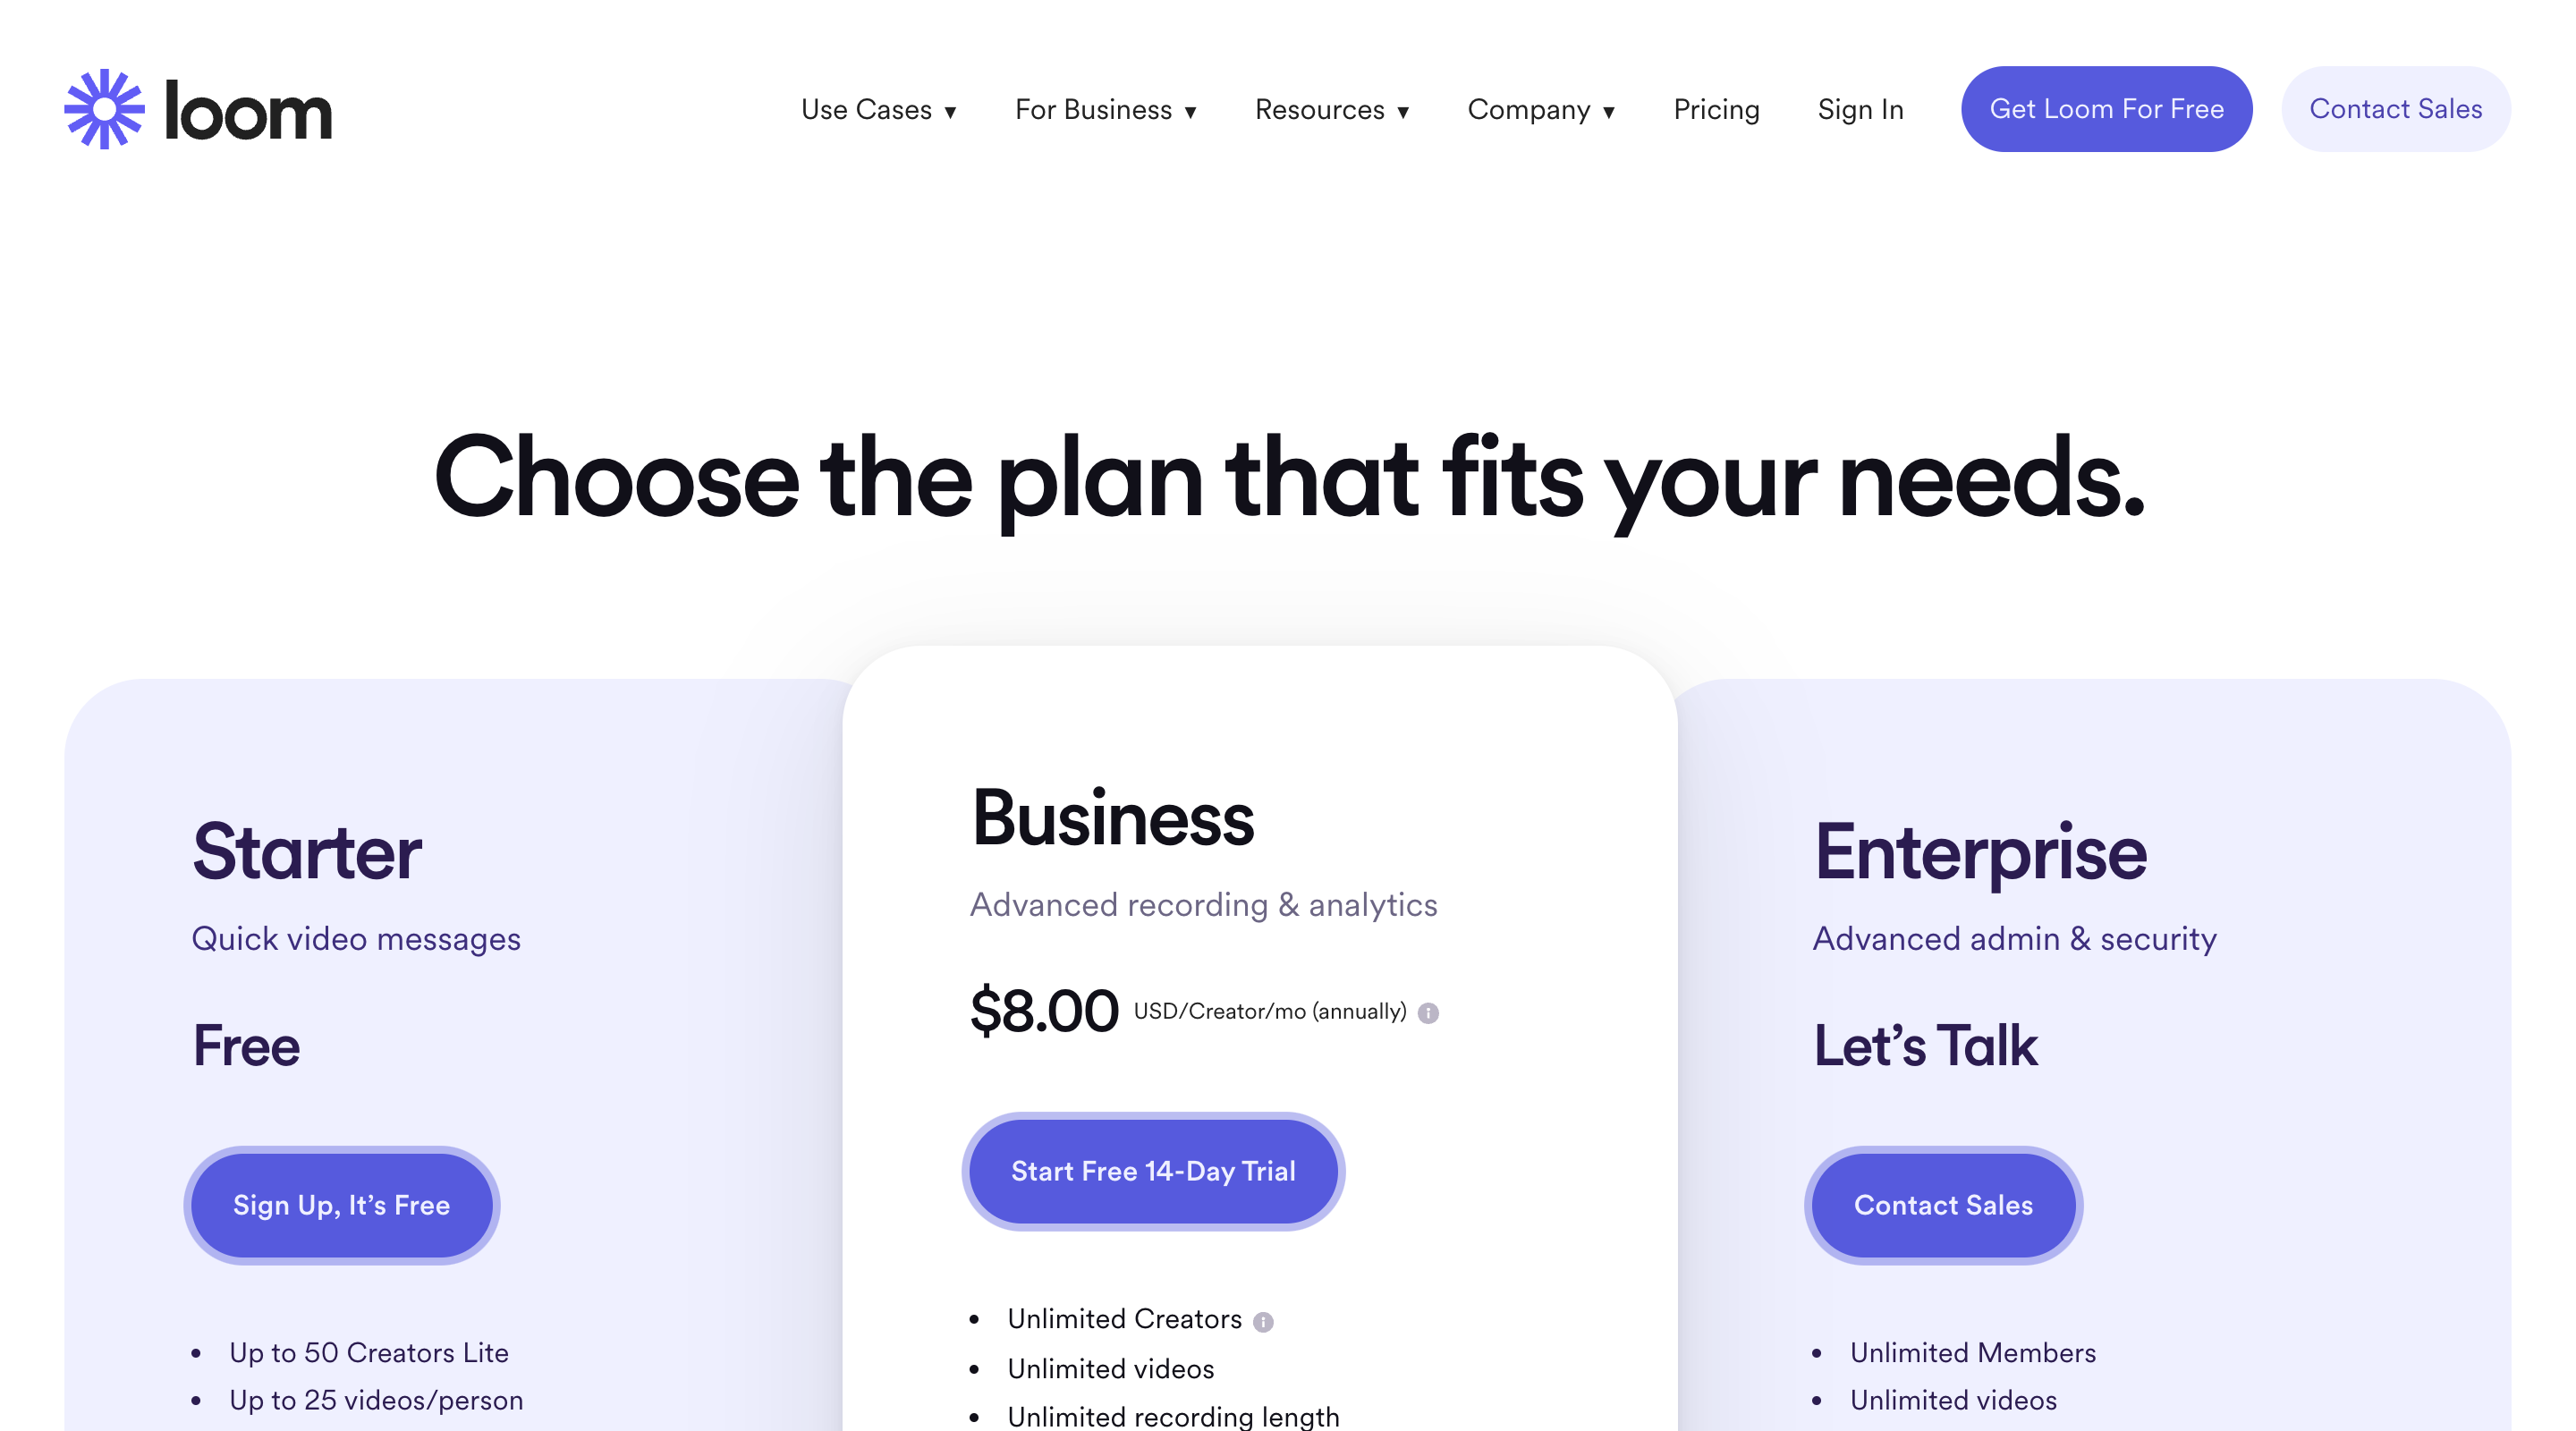 loom
Use Cases ▼ For Business ▼ Resources ▼ Company ▼ Pricing Sign In Get Loom For Free Contact Sales
Choose the plan that fits your needs.
Starter
Quick video messages
Free
Sign Up, It’s Free
• Up to 50 Creators Lite
• Up to 25 videos/person
Business
Advanced recording & analytics
$8.00 USD/Creator/mo (annually) i
Start Free 14-Day Trial
• Unlimited Creators i
• Unlimited videos
• Unlimited recording length
Enterprise
Advanced admin & security
Let’s Talk
Contact Sales
• Unlimited Members
• Unlimited videos